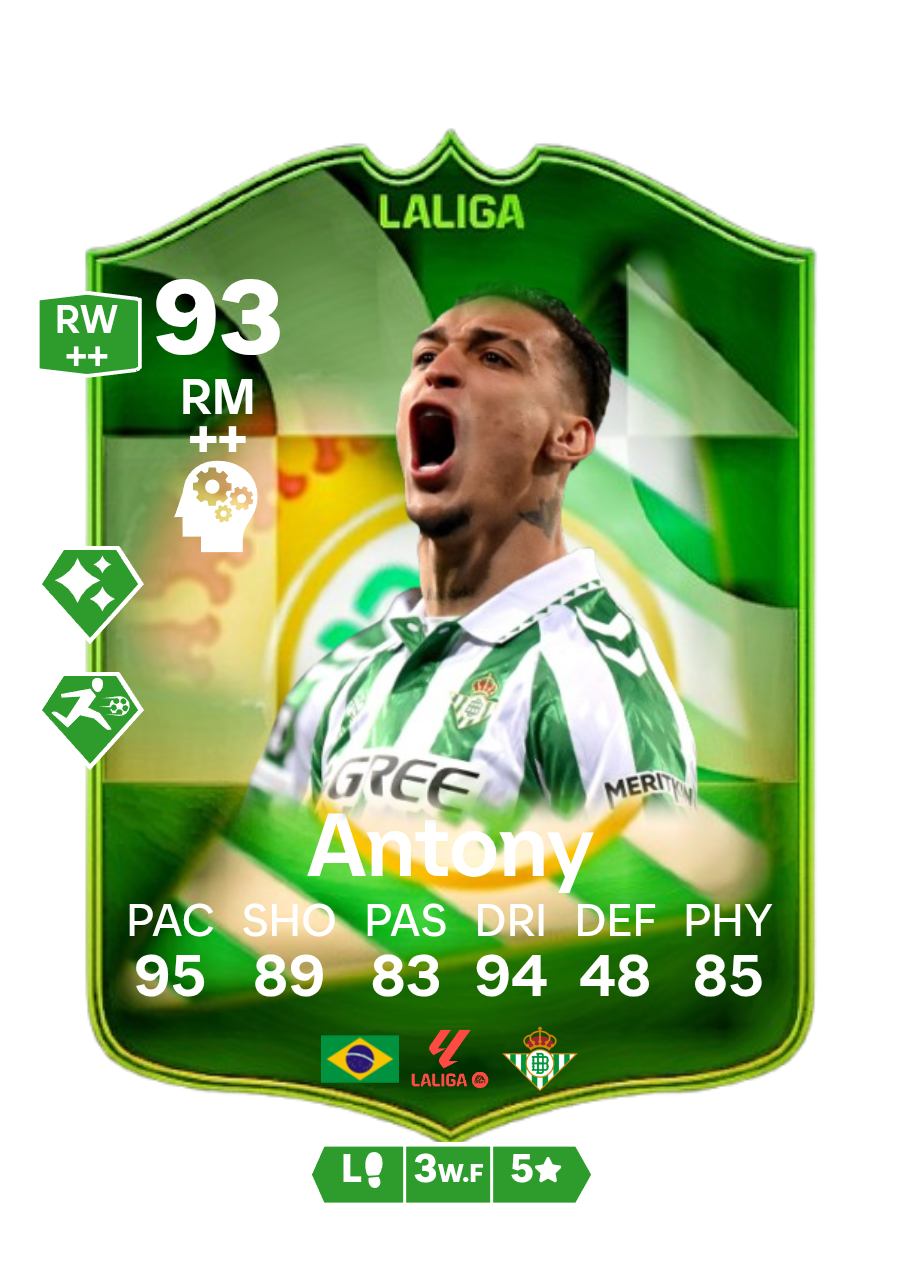 LALIGA
93
RW
++
RM
++
GREE
Antony
PAC SHO PAS DRI DEF PHY
95 89 83 94 48 85
LALIGA
L 3W.F 5